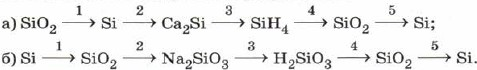 а) SiO₂ —1→ Si —2→ Ca₂Si —3→ SiH₄ —4→ SiO₂ —5→ Si;
б) Si —1→ SiO₂ —2→ Na₂SiO₃ —3→ H₂SiO₃ —4→ SiO₂ —5→ Si.